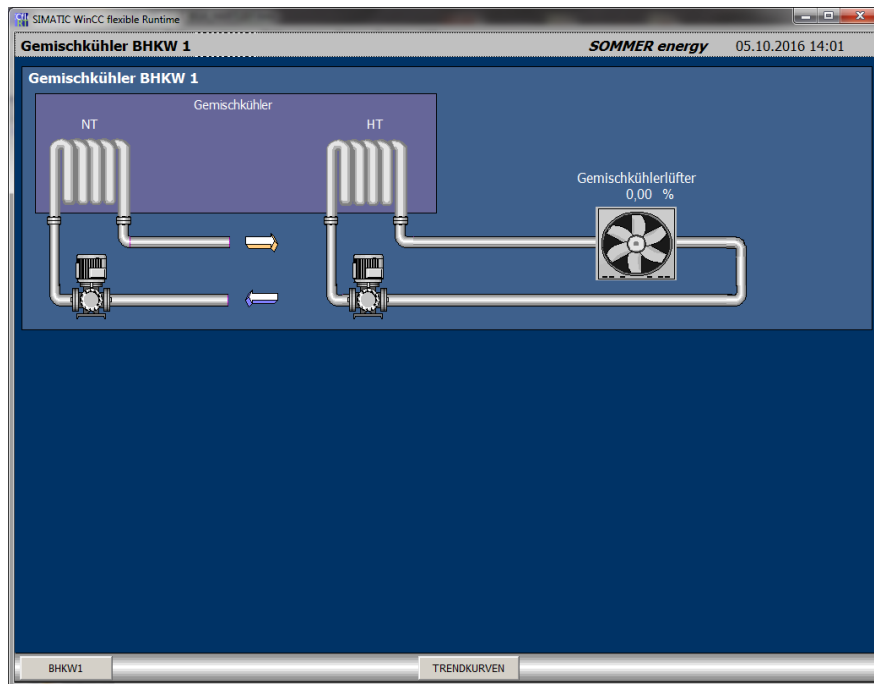 SIMATIC WinCC flexible Runtime
Gemischkühler BHKW 1 SOMMER energy 05.10.2016 14:01
Gemischkühler BHKW 1
Gemischkühler
NT HT
Gemischkühlerlüfter
0,00 %
BHKW1 TRENDKURVEN